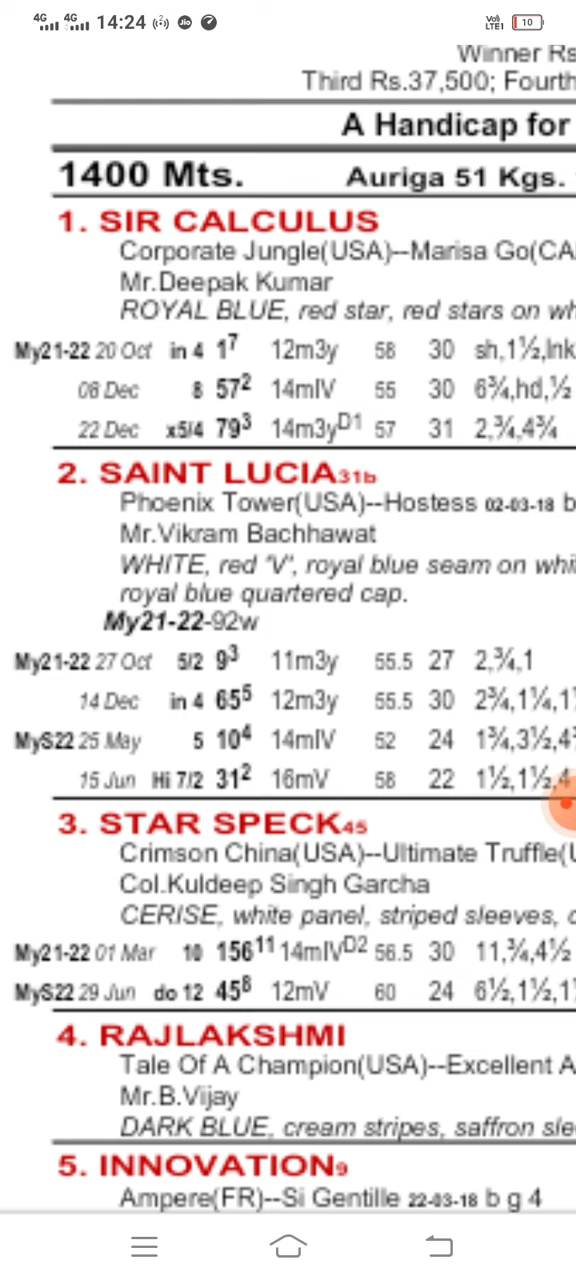 4G 4G 14:24 Jio VoLTE1 10
Winner Rs
Third Rs.37,500; Fourth
A Handicap for
1400 Mts. Auriga 51 Kgs.
1. SIR CALCULUS
Corporate Jungle(USA)--Marisa Go(CA
Mr.Deepak Kumar
ROYAL BLUE, red star, red stars on wh
My21-22 20 Oct in 4 1⁷ 12m3y 58 30 sh,1½,lnk
08 Dec 8 57² 14mIV 55 30 6¾,hd,½
22 Dec x5/4 79³ 14m3yD1 57 31 2,¾,4¾
2. SAINT LUCIA31b
Phoenix Tower(USA)--Hostess 02-03-18 b
Mr.Vikram Bachhawat
WHITE, red "V", royal blue seam on whi
royal blue quartered cap.
My21-22-92w
My21-22 27 Oct 5/2 9³ 11m3y 55.5 27 2,¾,1
14 Dec in 4 65⁵ 12m3y 55.5 30 2¾,1¼,1
MyS22 25 May 5 10⁴ 14mIV 52 24 1¾,3½,4
15 Jun Hi 7/2 31² 16mV 58 22 1½,1½,4
3. STAR SPECK45
Crimson China(USA)--Ultimate Truffle(U
Col.Kuldeep Singh Garcha
CERISE, white panel, striped sleeves, c
My21-22 01 Mar 10 156¹¹ 14mIVD2 56.5 30 11,¾,4½
MyS22 29 Jun do 12 45⁸ 12mV 60 24 6½,1½,1
4. RAJLAKSHMI
Tale Of A Champion(USA)--Excellent A
Mr.B.Vijay
DARK BLUE, cream stripes, saffron sle
5. INNOVATION9
Ampere(FR)--Si Gentille 22-03-18 b g 4